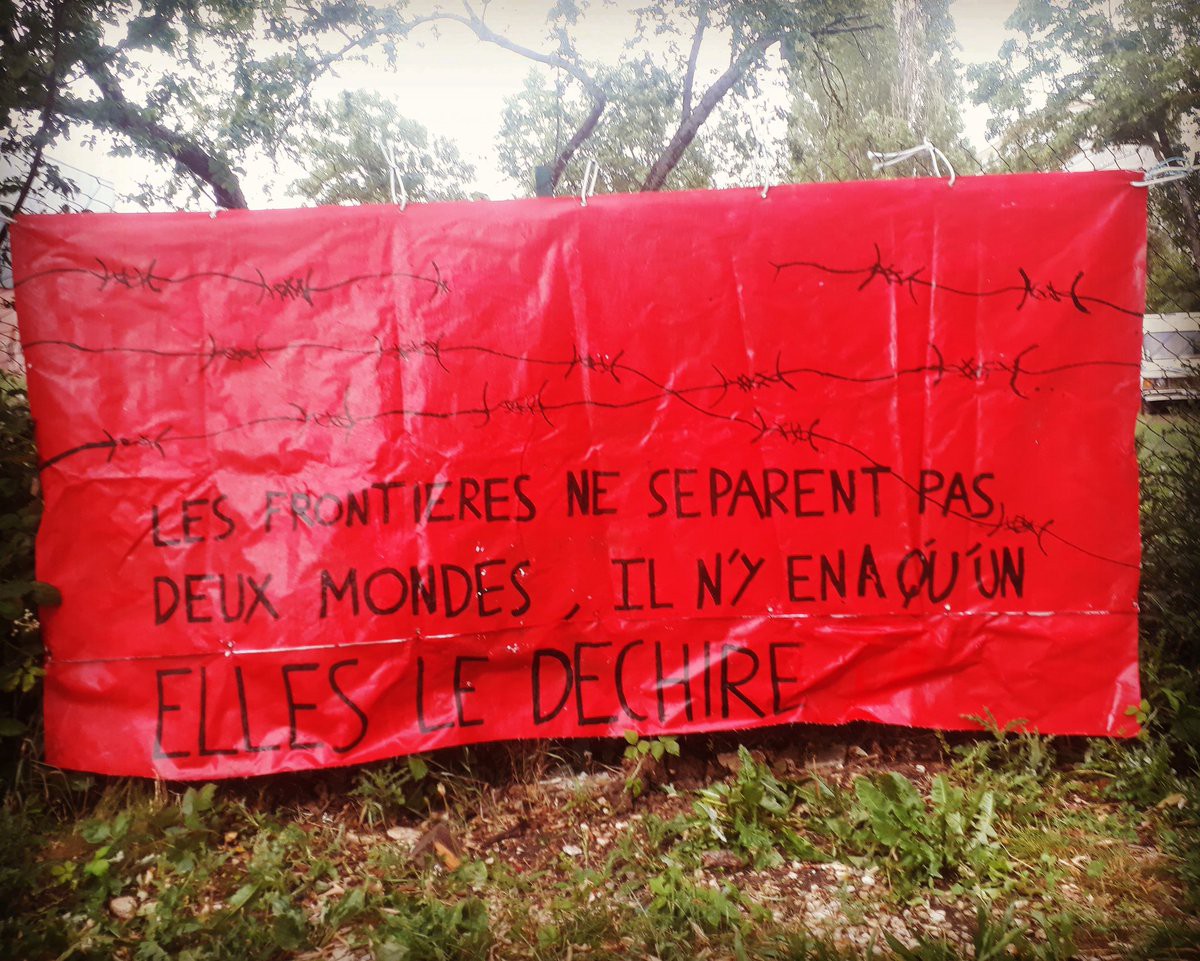 LES FRONTIERES NE SEPARENT PAS
DEUX MONDES, IL N'Y EN A QU'UN
ELLES LE DECHIRE